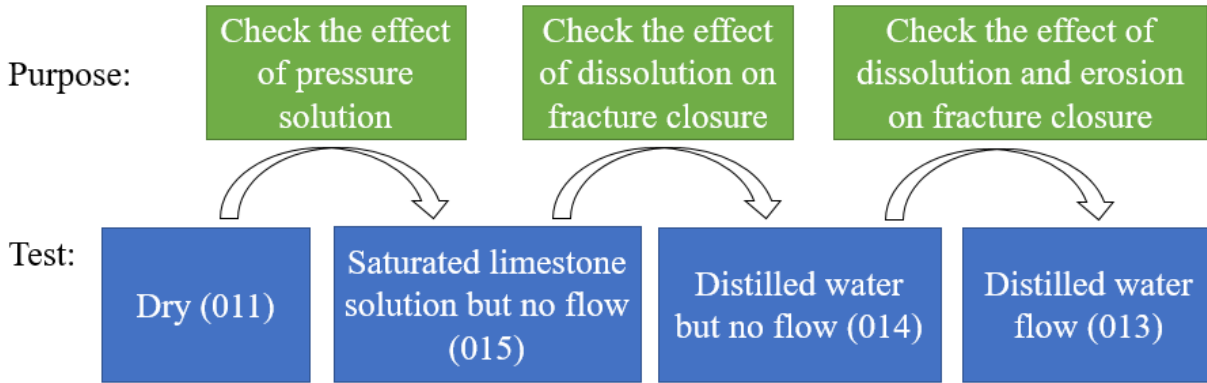 Purpose:
Check the effect
of pressure
solution
Check the effect
of dissolution on
fracture closure
Check the effect of
dissolution and erosion
on fracture closure
Test:
Dry (011)
Saturated limestone
solution but no flow
(015)
Distilled water
but no flow (014)
Distilled water
flow (013)